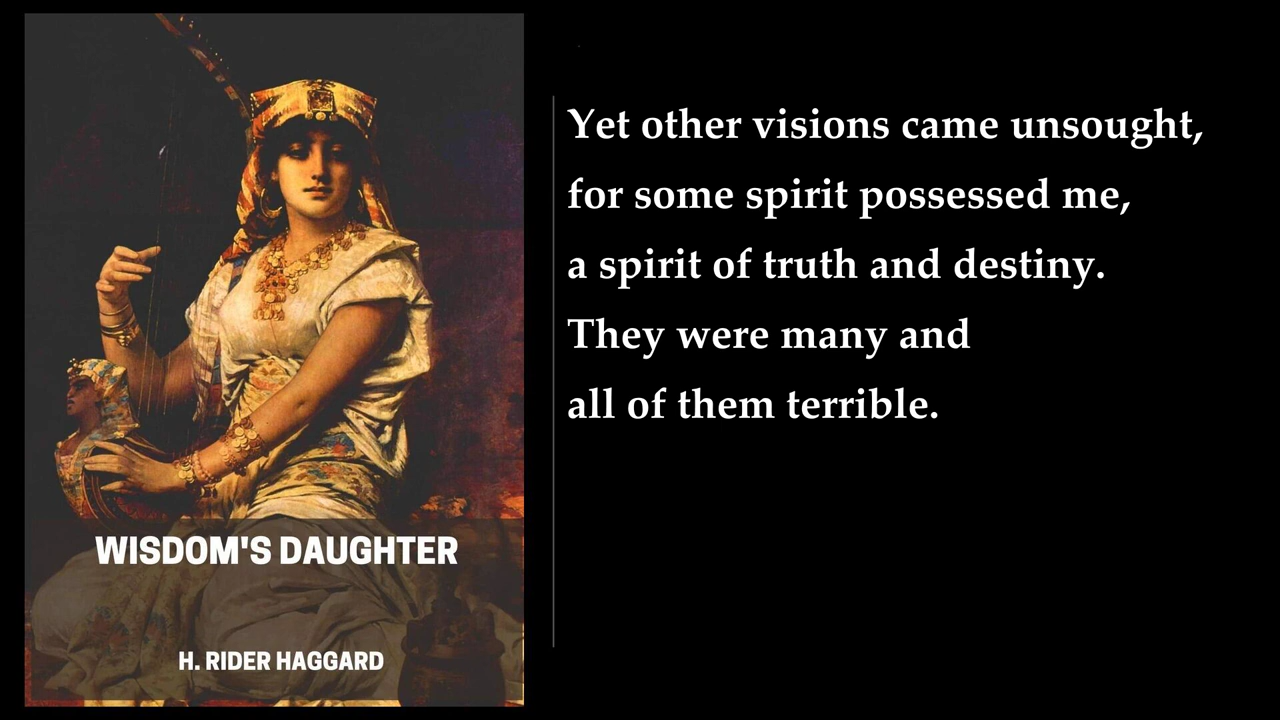 WISDOM'S DAUGHTER
H. RIDER HAGGARD
Yet other visions came unsought,
for some spirit possessed me,
a spirit of truth and destiny.
They were many and
all of them terrible.